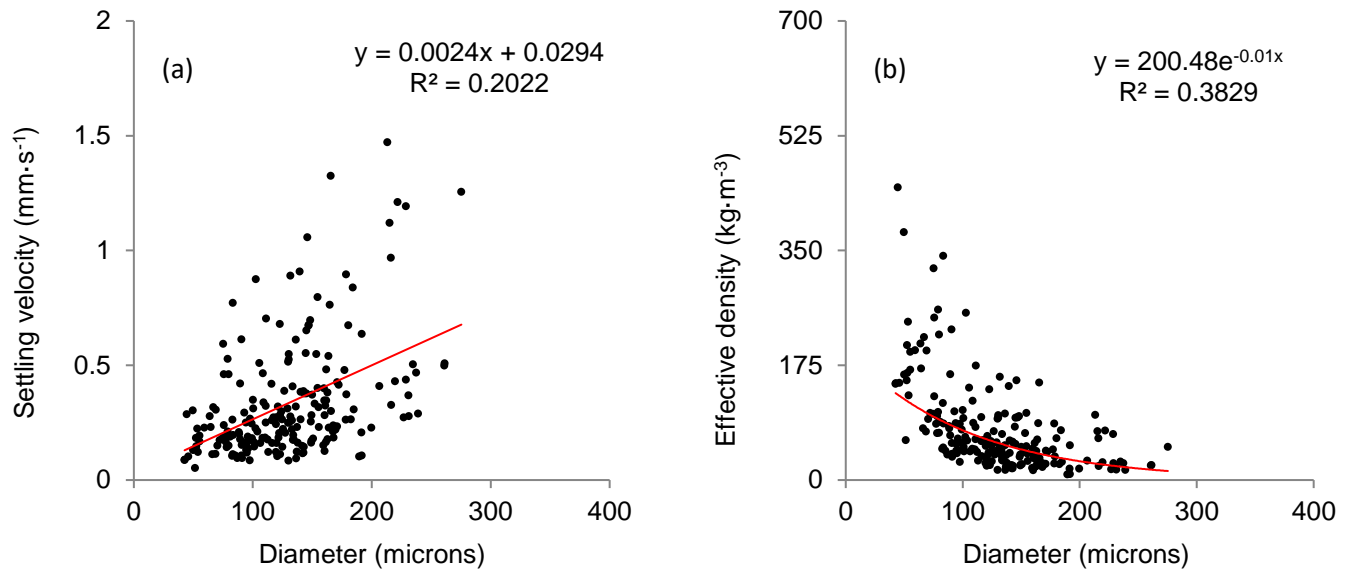 2
1.5
1
0.5
0
0
100
200
300
400
Settling velocity (mm·s⁻¹)
Diameter (microns)
(a)
y = 0.0024x + 0.0294
R² = 0.2022
700
525
350
175
0
0
100
200
300
400
Effective density (kg·m⁻³)
Diameter (microns)
(b)
y = 200.48e⁻⁰·⁰¹ˣ
R² = 0.3829